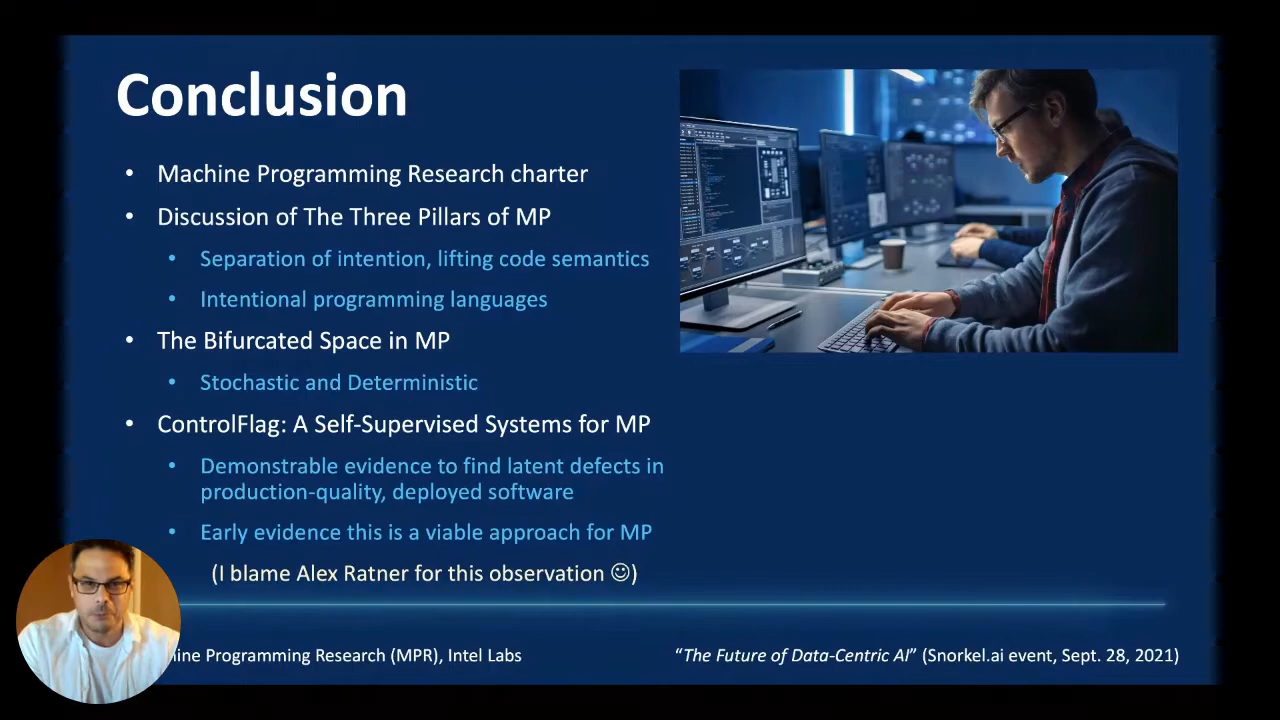 Conclusion
• Machine Programming Research charter
• Discussion of The Three Pillars of MP
• Separation of intention, lifting code semantics
• Intentional programming languages
• The Bifurcated Space in MP
• Stochastic and Deterministic
• ControlFlag: A Self-Supervised Systems for MP
• Demonstrable evidence to find latent defects in
production-quality, deployed software
• Early evidence this is a viable approach for MP
(I blame Alex Ratner for this observation ☺)
Programming Research (MPR), Intel Labs
“The Future of Data-Centric AI” (Snorkel.ai event, Sept. 28, 2021)